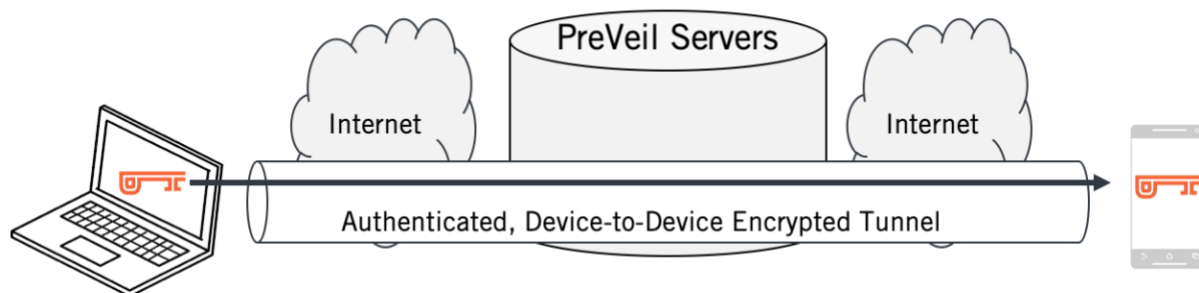 PreVeil Servers
Internet
Internet
Authenticated, Device-to-Device Encrypted Tunnel